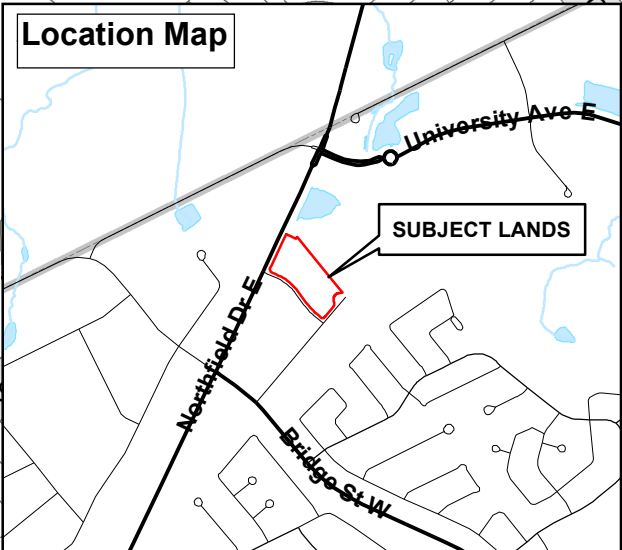 Location Map
University Ave E
SUBJECT LANDS
Northfield Dr E
Bridge St W